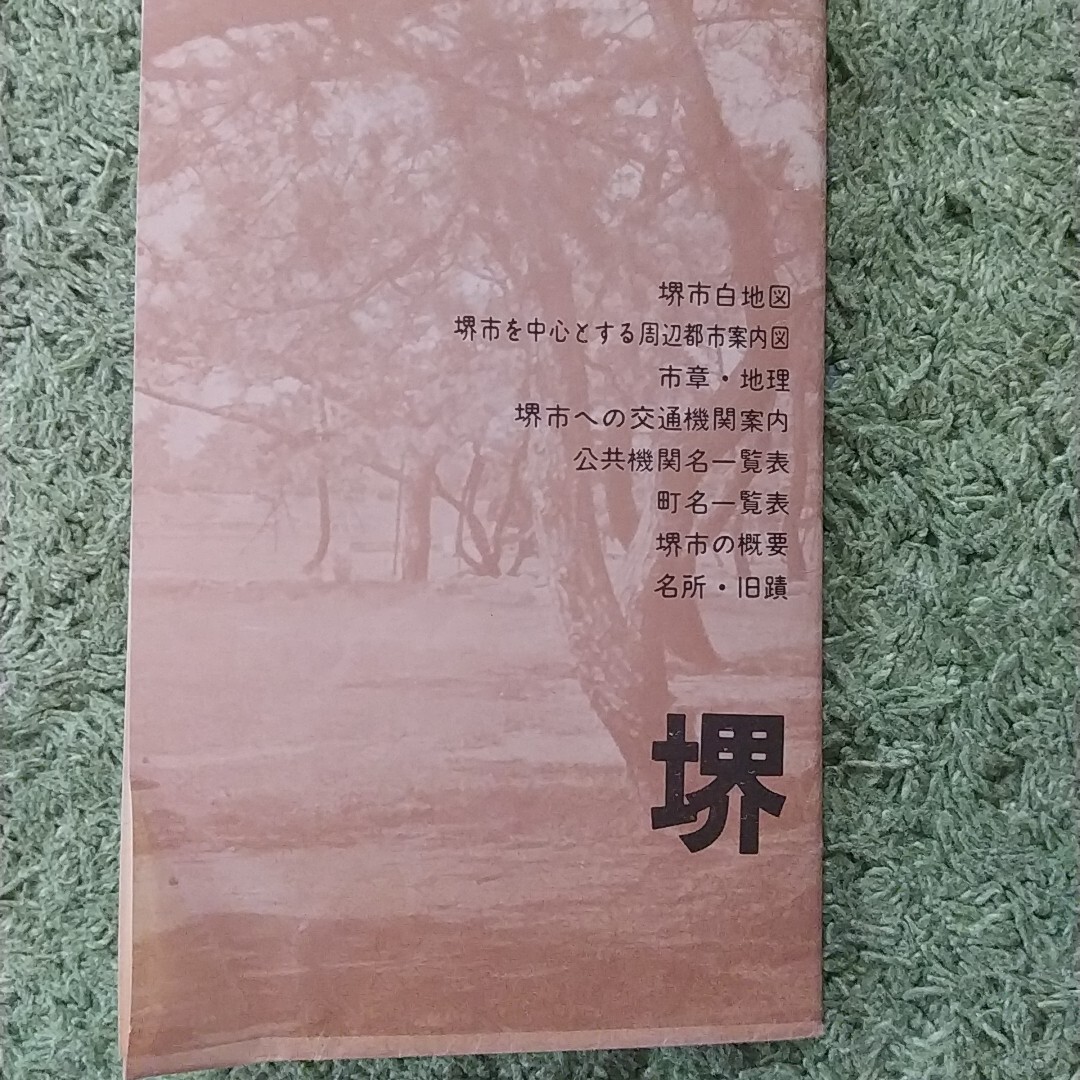 堺市白地図
堺市を中心とする周辺都市案内図
市章・地理
堺市への交通機関案内
公共機関名一覧表
町名一覧表
堺市の概要
名所・旧蹟
堺